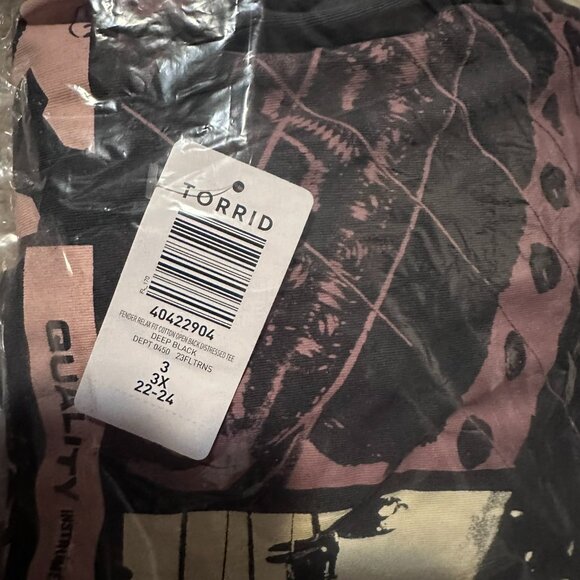 TORRID
40422904
FENDER RELAX FIT COTTON OPEN BACK DISTRESSED TEE
DEEP BLACK
DEPT:0450 23FLTRNS
3
3X
22-24
QUALITY